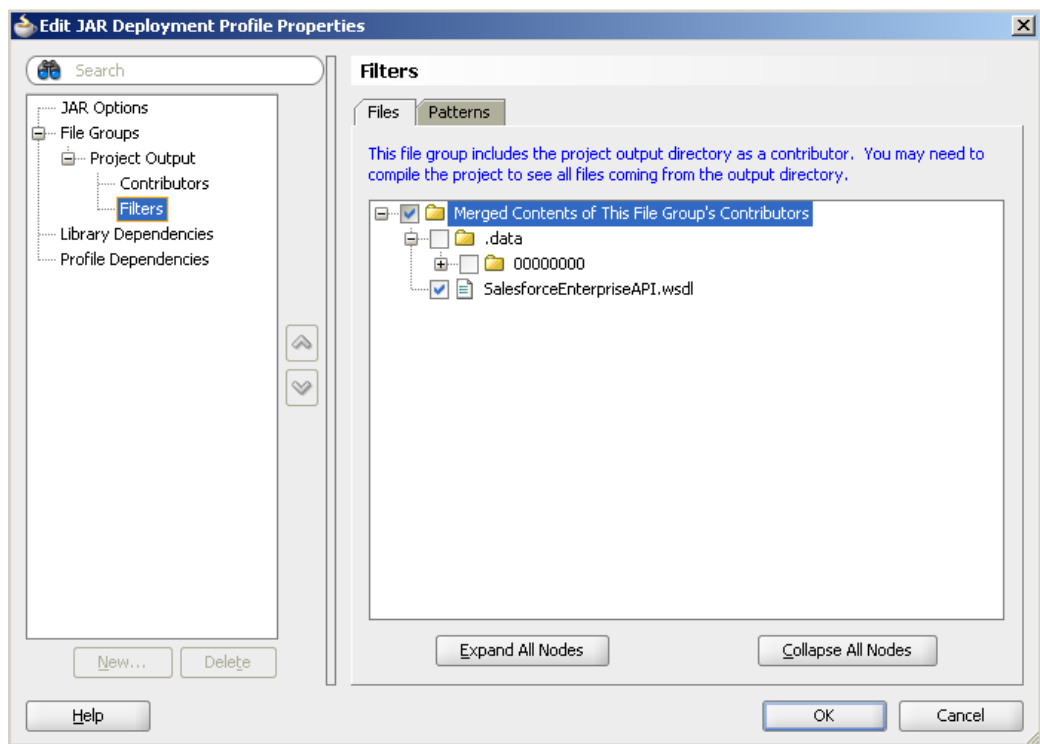 Edit JAR Deployment Profile Properties
Search
JAR Options
File Groups
Project Output
Contributors
Filters
Library Dependencies
Profile Dependencies
New...
Delete
Filters
Files
Patterns
This file group includes the project output directory as a contributor. You may need to
compile the project to see all files coming from the output directory.
Merged Contents of This File Group's Contributors
.data
00000000
SalesforceEnterpriseAPI.wsdl
Expand All Nodes
Collapse All Nodes
Help
OK
Cancel